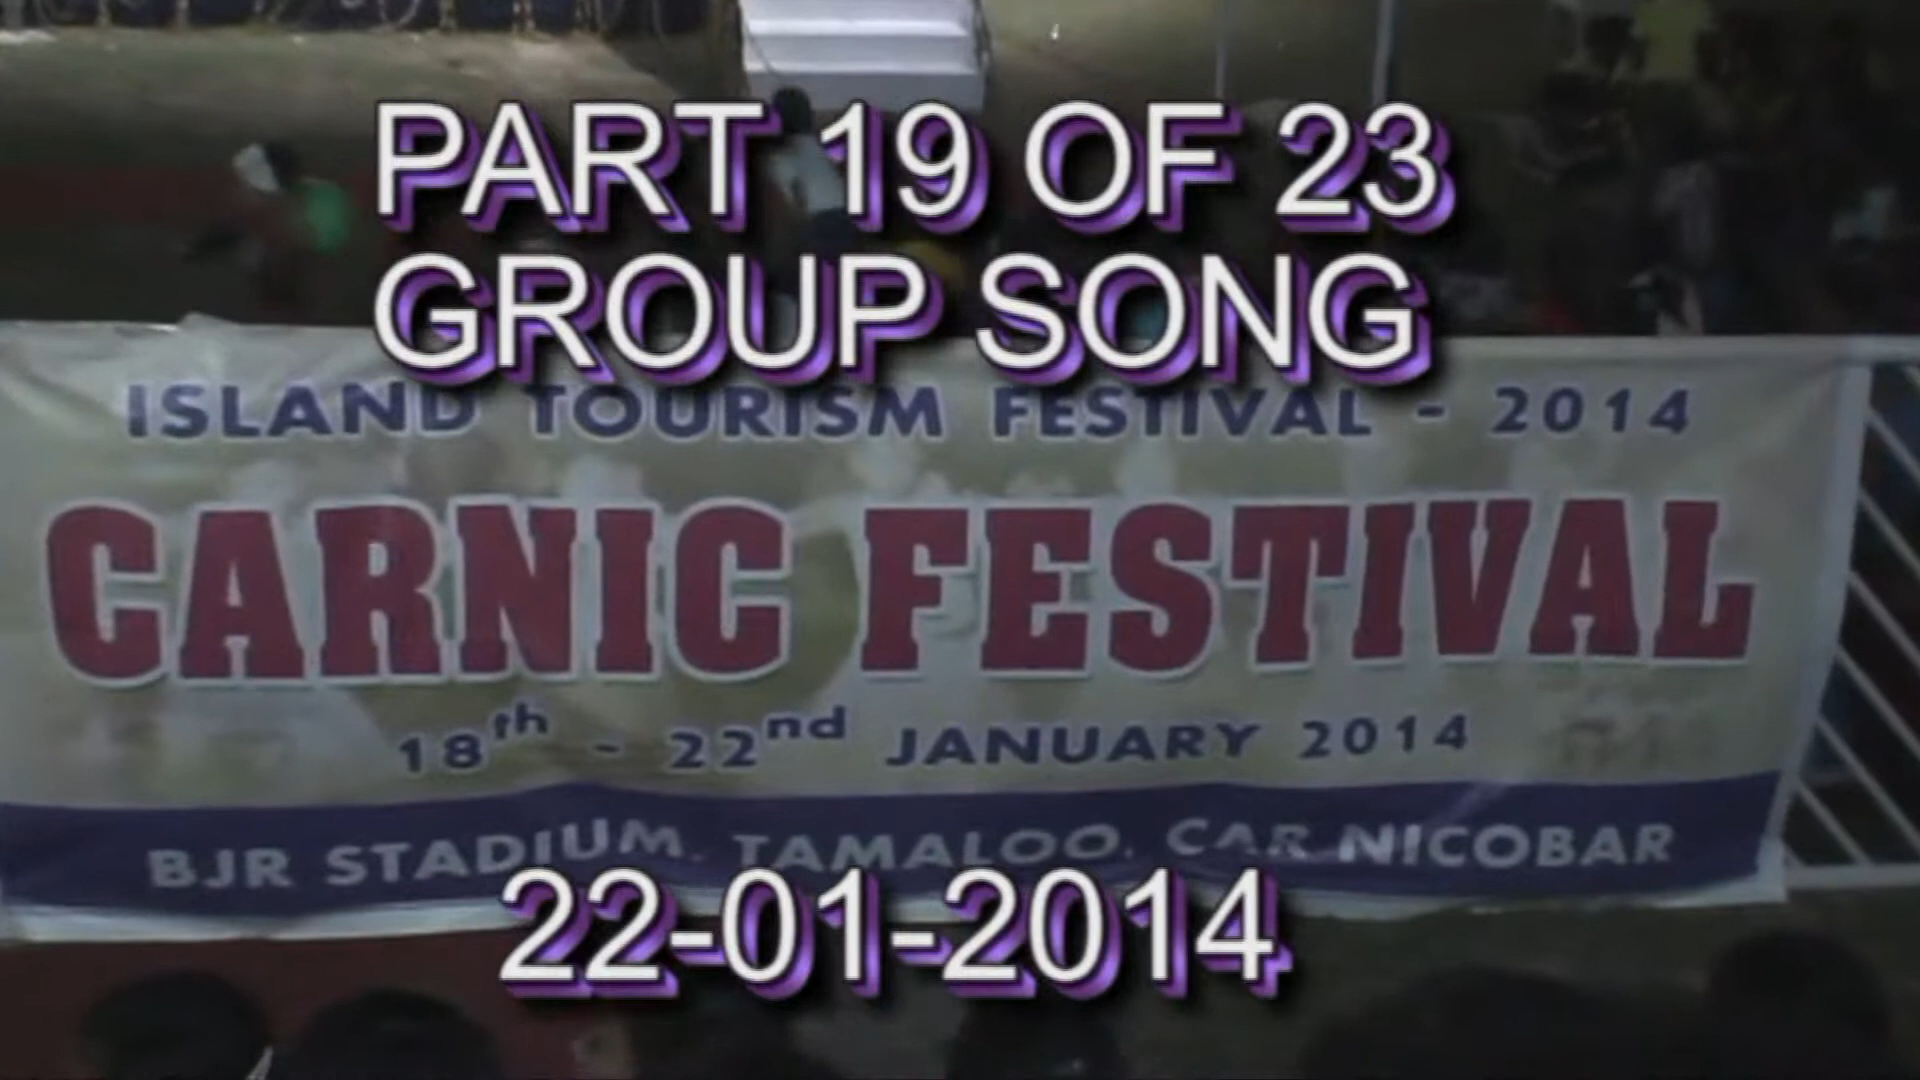 PART 19 OF 23
GROUP SONG
ISLAND TOURISM FESTIVAL - 2014
CARNIC FESTIVAL
18th - 22nd JANUARY 2014
BJR STADIUM, TAMALOO, CAR NICOBAR
22-01-2014